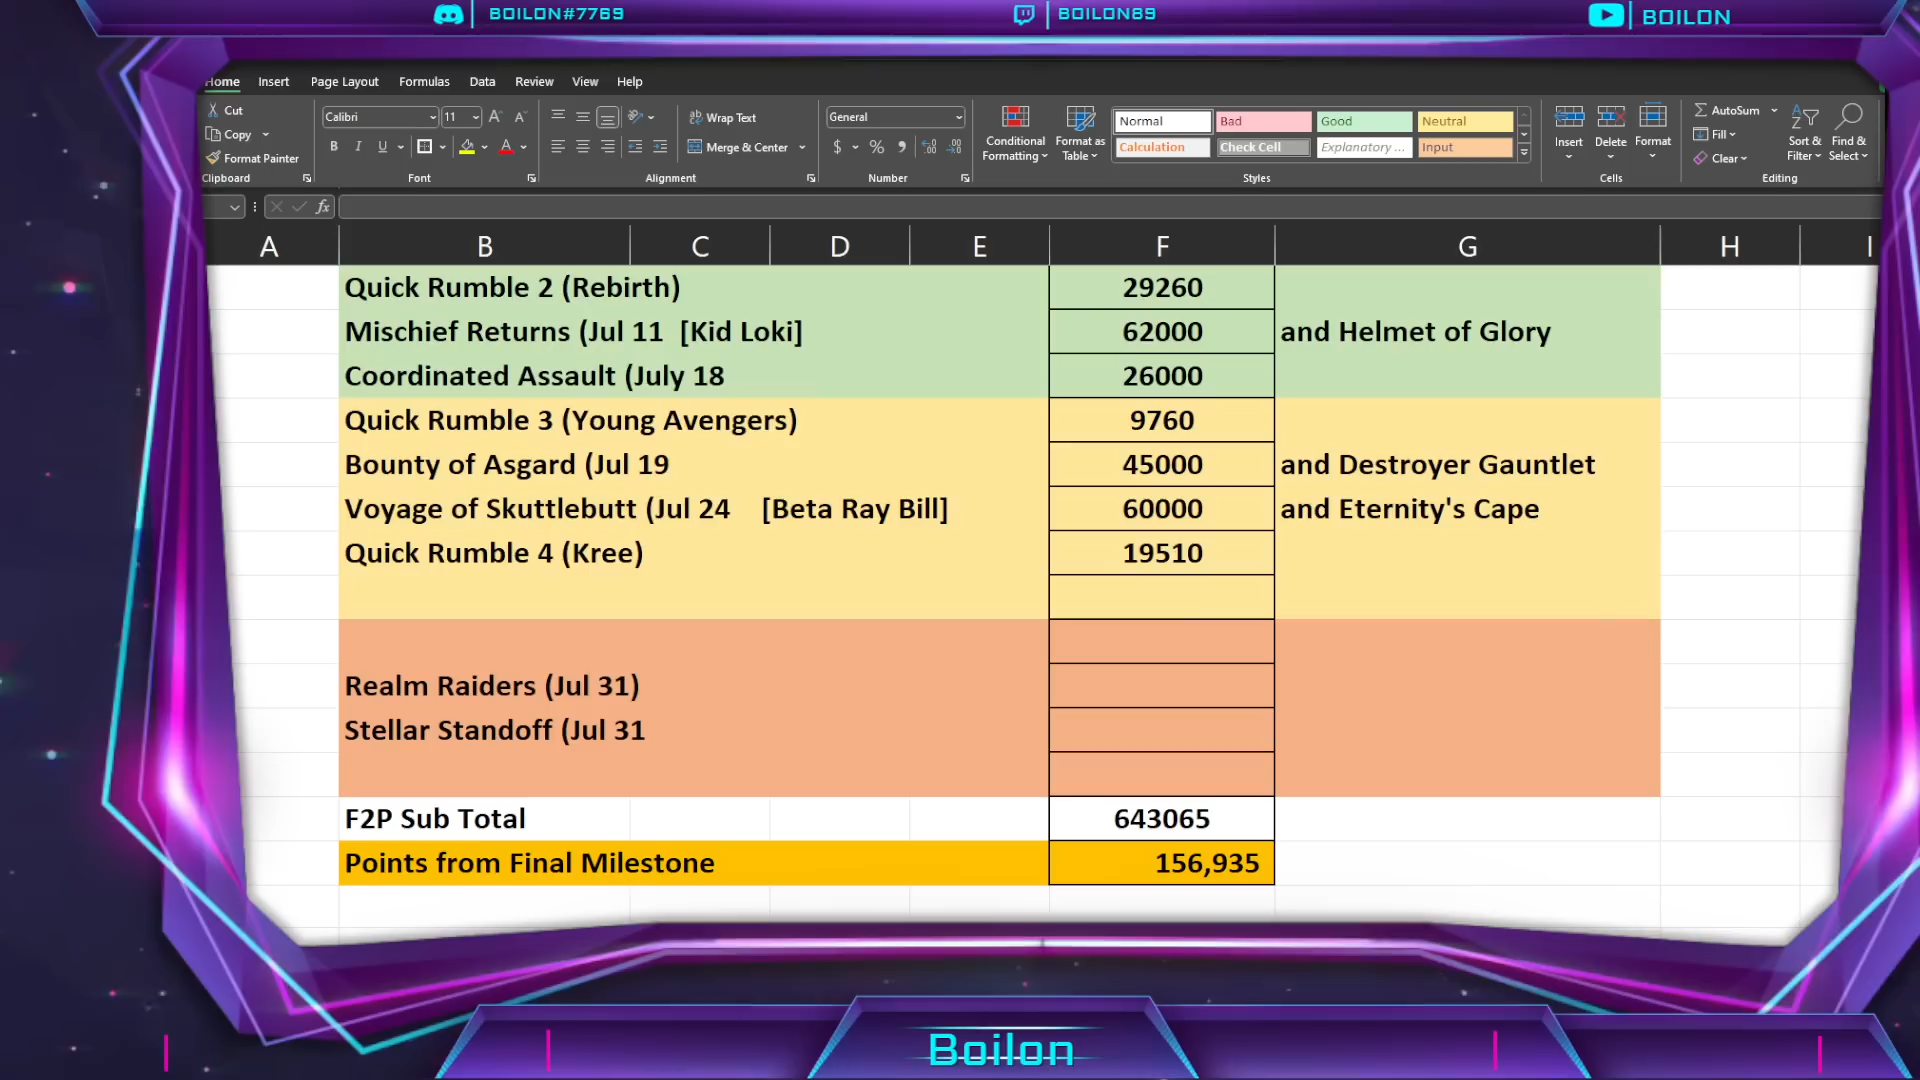 BOILON#7769
BOILON89
BOILON
Home Insert Page Layout Formulas Data Review View Help
Cut
Copy
Format Painter
Clipboard
Calibri 11
B I U
Font
Wrap Text
Merge & Center
Alignment
General
$ % 9
Number
Conditional Formatting
Format as Table
Normal Bad Good Neutral
Calculation Check Cell Explanatory ... Input
Styles
Insert Delete Format
Cells
AutoSum
Fill
Clear
Sort & Filter
Find & Select
Editing
fx
A B C D E F G H I
Quick Rumble 2 (Rebirth) 29260
Mischief Returns (Jul 11 [Kid Loki] 62000 and Helmet of Glory
Coordinated Assault (July 18 26000
Quick Rumble 3 (Young Avengers) 9760
Bounty of Asgard (Jul 19 45000 and Destroyer Gauntlet
Voyage of Skuttlebutt (Jul 24 [Beta Ray Bill] 60000 and Eternity's Cape
Quick Rumble 4 (Kree) 19510
Realm Raiders (Jul 31)
Stellar Standoff (Jul 31
F2P Sub Total 643065
Points from Final Milestone 156,935
Boilon